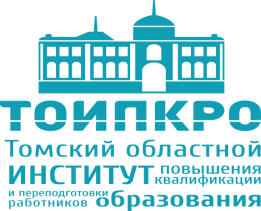 ТОИПКРО
Томский областной
ИНСТИТУТ повышения квалификации
и переподготовки работников образования